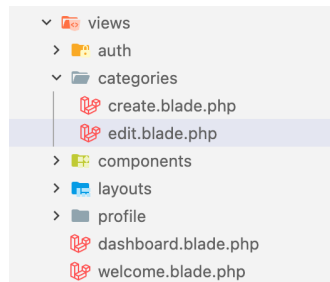 views
auth
categories
create.blade.php
edit.blade.php
components
layouts
profile
dashboard.blade.php
welcome.blade.php